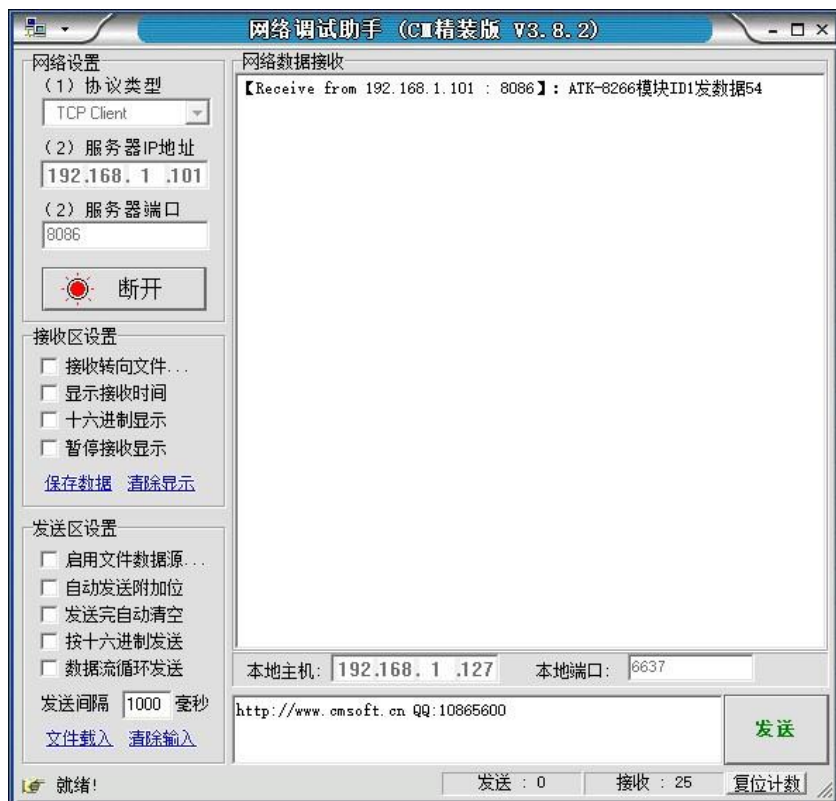 网络调试助手 (CⅢ精装版 V3.8.2)
网络设置
(1) 协议类型
TCP Client
(2) 服务器IP地址
192.168. 1 .101
(2) 服务器端口
8086
断开
接收区设置
接收转向文件...
显示接收时间
十六进制显示
暂停接收显示
保存数据 清除显示
发送区设置
启用文件数据源...
自动发送附加位
发送完自动清空
按十六进制发送
数据流循环发送
发送间隔 1000 毫秒
文件载入 清除输入
网络数据接收
【Receive from 192.168.1.101 : 8086】: ATK-8266模块ID1发数据54
本地主机: 192.168. 1 .127 本地端口: 6637
http://www.cmsoft.cn QQ:10865600
发送
就绪! 发送 : 0 接收 : 25 复位计数